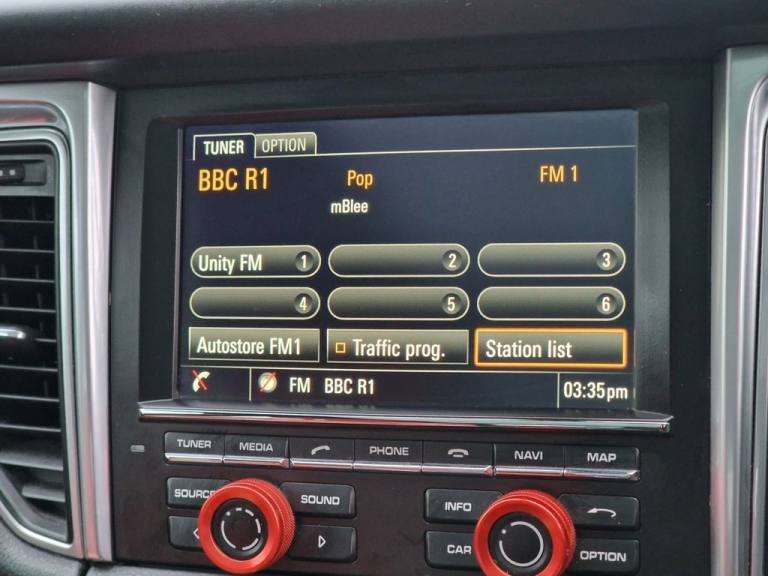 TUNER OPTION
BBC R1 Pop FM 1
mBlee
Unity FM 1 2 3
4 5 6
Autostore FM1 Traffic prog. Station list
FM BBC R1 03:35pm
TUNER MEDIA PHONE NAVI MAP
SOURCE SOUND INFO
CAR OPTION